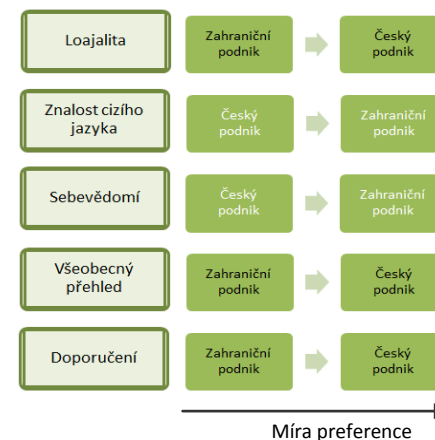 Loajalita
Zahraniční
podnik
Český
podnik
Znalost cizího
jazyka
Český
podnik
Zahraniční
podnik
Sebevědomí
Český
podnik
Zahraniční
podnik
Všeobecný
přehled
Zahraniční
podnik
Český
podnik
Doporučení
Zahraniční
podnik
Český
podnik
Míra preference